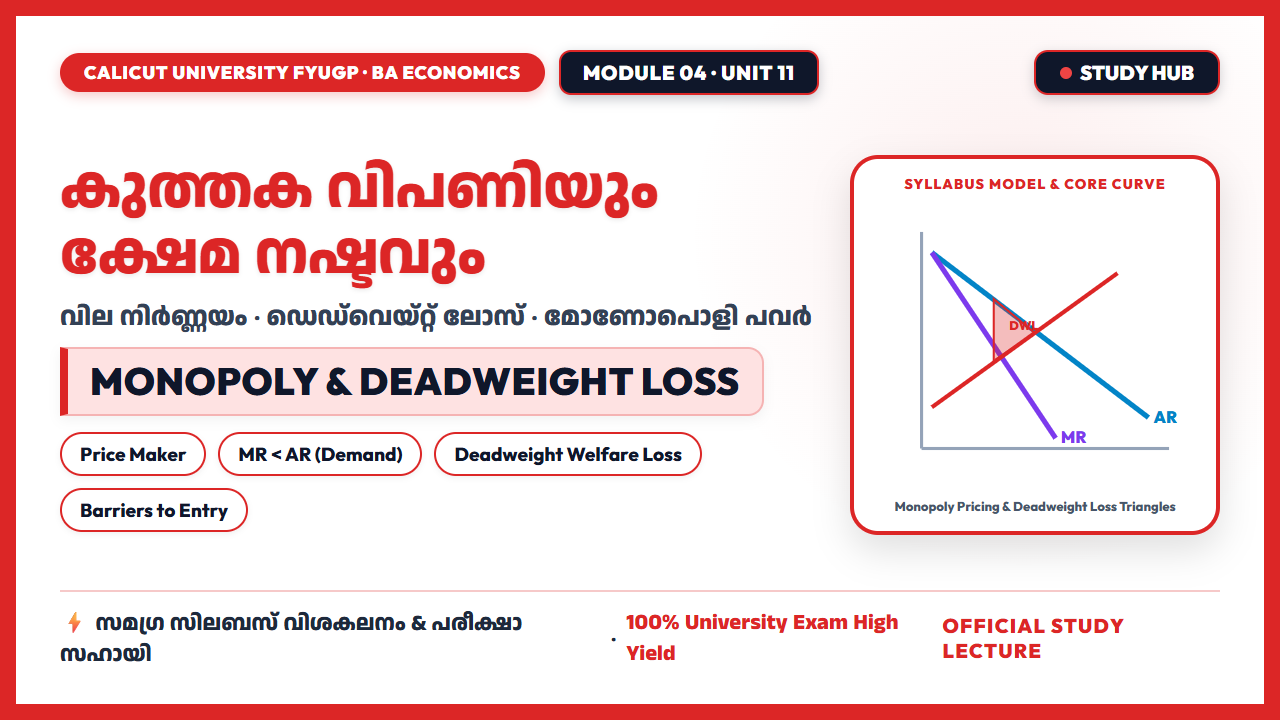 CALICUT UNIVERSITY FYUGP · BA ECONOMICS
MODULE 04 · UNIT 11
STUDY HUB
കുത്തക വിപണിയും
ക്ഷേമ നഷ്ടവും
വില നിർണ്ണയം · ഡെഡ്‌വെയ്റ്റ് ലോസ് · മോണോപൊളി പവർ
MONOPOLY & DEADWEIGHT LOSS
Price Maker
MR < AR (Demand)
Deadweight Welfare Loss
Barriers to Entry
SYLLABUS MODEL & CORE CURVE
DWL
AR
MR
Monopoly Pricing & Deadweight Loss Triangles
⚡ സമഗ്ര സിലബസ് വിശകലനം & പരീക്ഷാ
സഹായി
·
100% University Exam High
Yield
OFFICIAL STUDY
LECTURE